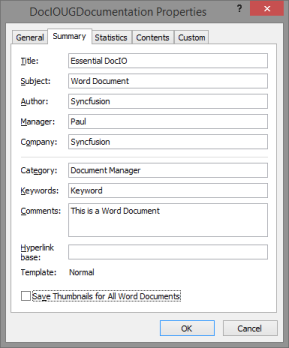 DocIOUGDocumentation Properties ? ×
General Summary Statistics Contents Custom
Title: Essential DocIO
Subject: Word Document
Author: Syncfusion
Manager: Paul
Company: Syncfusion
Category: Document Manager
Keywords: Keyword
Comments: This is a Word Document
Hyperlink
base:
Template: Normal
Save Thumbnails for All Word Documents
OK Cancel